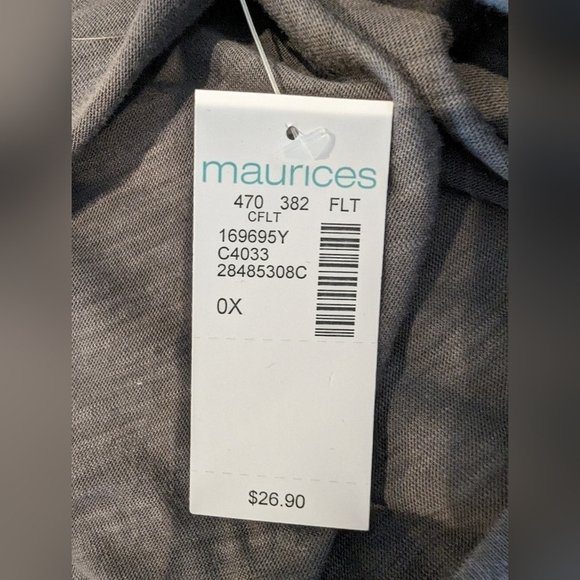 maurices
470 382 FLT
CFLT
169695Y
C4033
28485308C
0X
$26.90